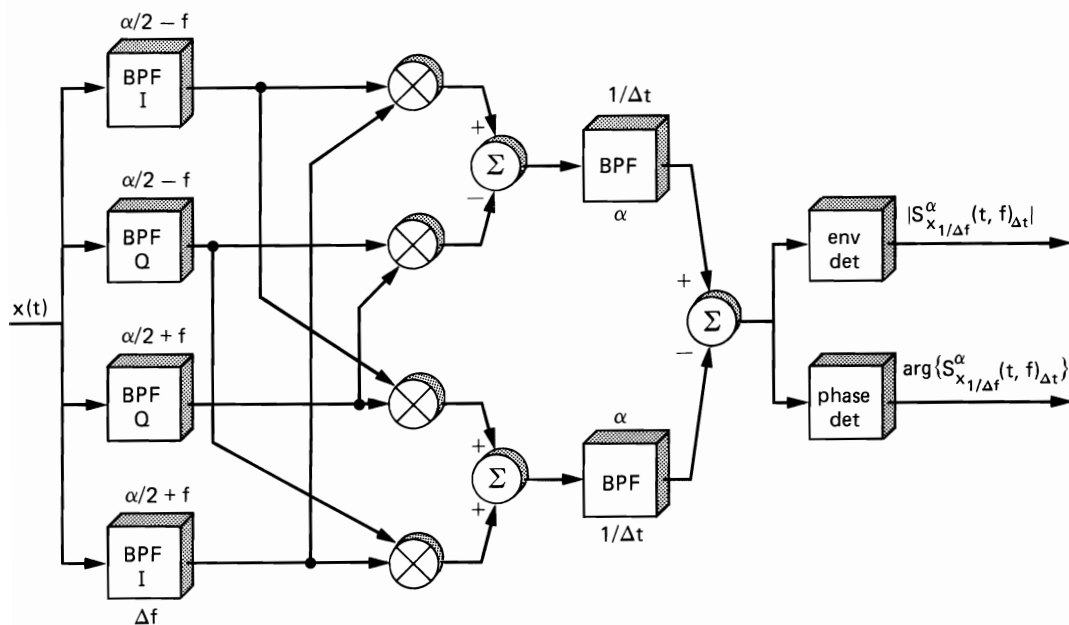 α/2 − f
BPF
I
α/2 − f
BPF
Q
x(t)
α/2 + f
BPF
Q
α/2 + f
BPF
I
Δf
+
Σ
−
+
Σ
+
1/Δt
BPF
α
α
BPF
1/Δt
+
Σ
−
env
det
|S^α_{x_{1/Δf}}(t, f)_{Δt}|
phase
det
arg{S^α_{x_{1/Δf}}(t, f)_{Δt}}